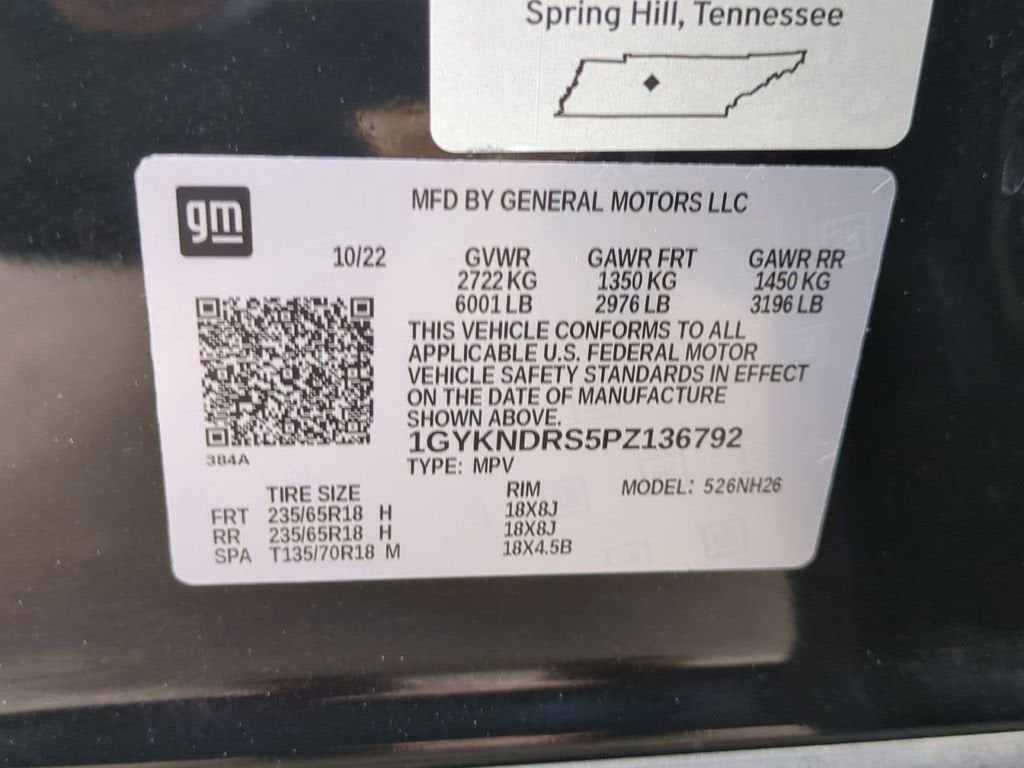 Spring Hill, Tennessee
gm
MFD BY GENERAL MOTORS LLC
10/22 GVWR GAWR FRT GAWR RR
2722 KG 1350 KG 1450 KG
6001 LB 2976 LB 3196 LB
THIS VEHICLE CONFORMS TO ALL
APPLICABLE U.S. FEDERAL MOTOR
VEHICLE SAFETY STANDARDS IN EFFECT
ON THE DATE OF MANUFACTURE
SHOWN ABOVE.
1GYKNDRS5PZ136792
384A
TYPE: MPV MODEL: 526NH26
TIRE SIZE RIM
FRT 235/65R18 H 18X8J
RR 235/65R18 H 18X8J
SPA T135/70R18 M 18X4.5B